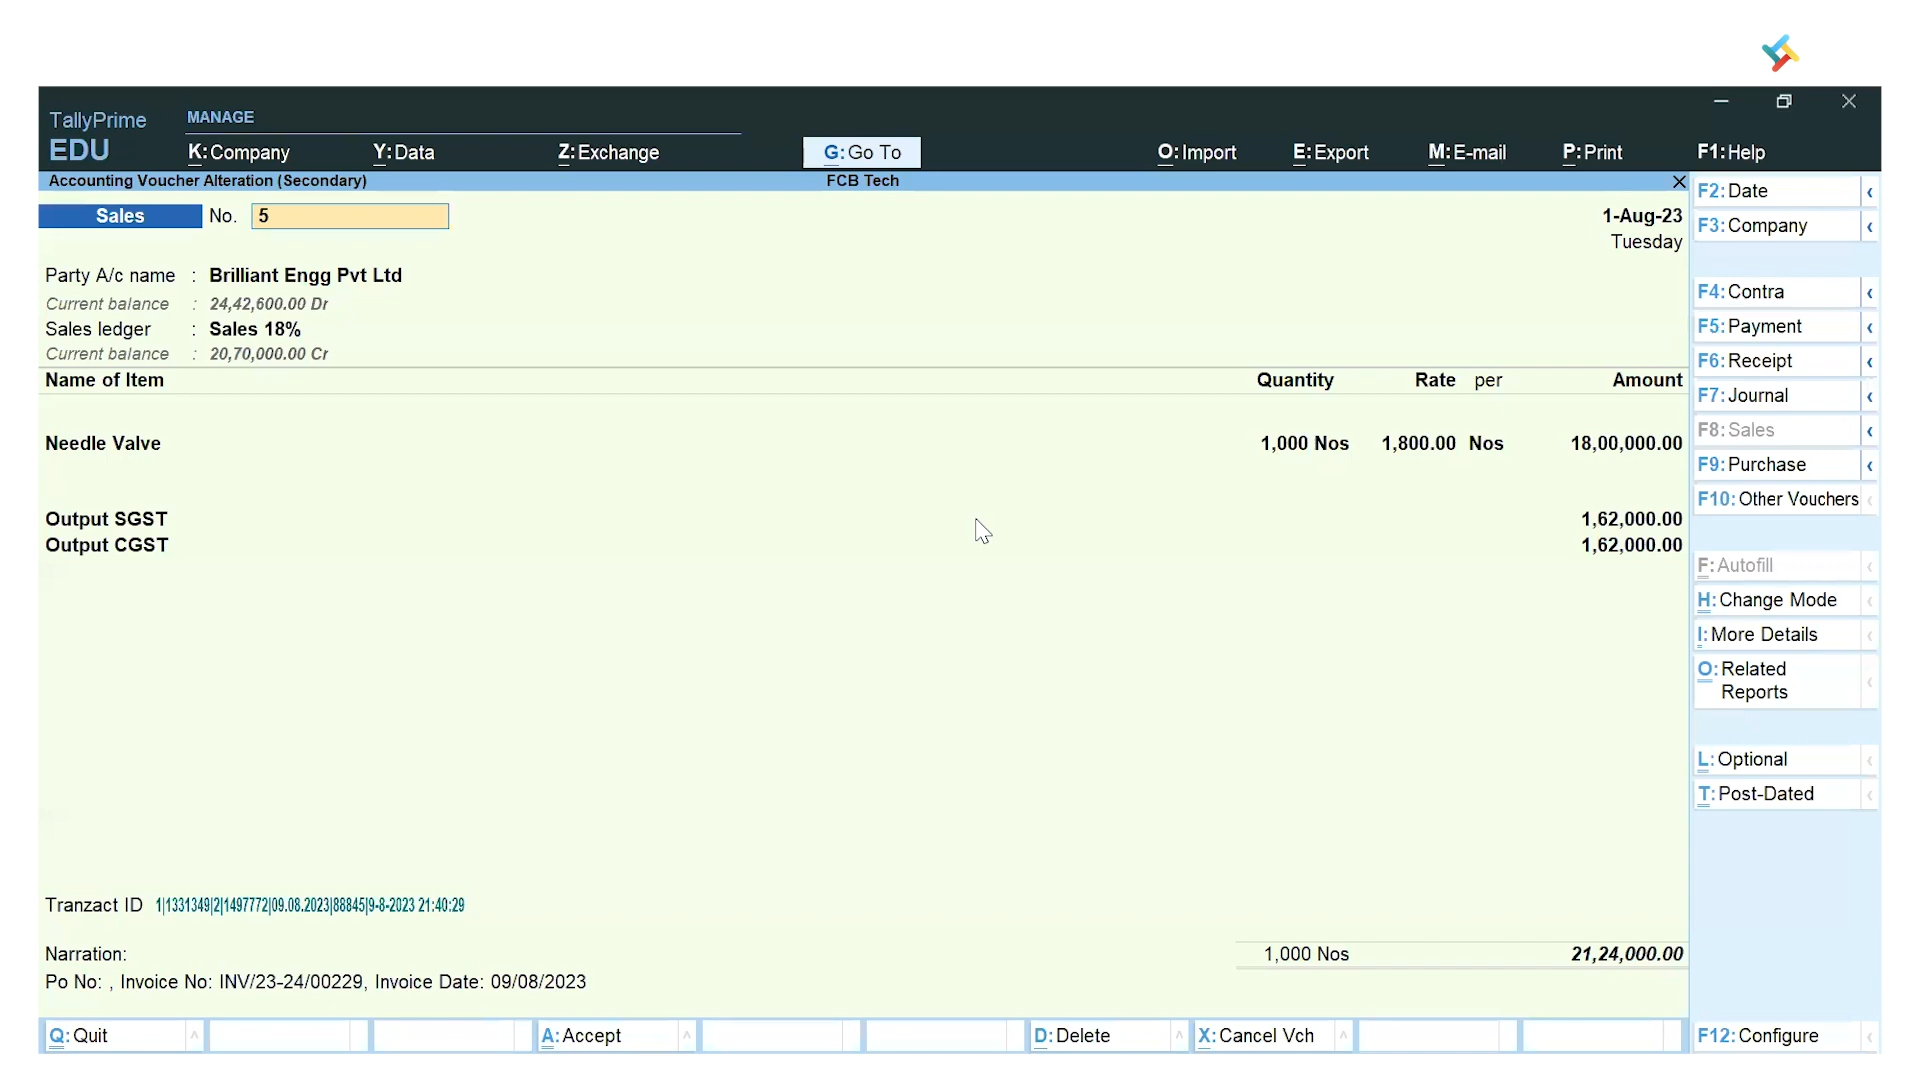 TallyPrime
EDU
MANAGE
K:Company Y:Data Z:Exchange G:Go To O:Import E:Export M:E-mail P:Print F1:Help
Accounting Voucher Alteration (Secondary) FCB Tech
Sales No. 5 1-Aug-23
Tuesday
Party A/c name : Brilliant Engg Pvt Ltd
Current balance : 24,42,600.00 Dr
Sales ledger : Sales 18%
Current balance : 20,70,000.00 Cr
Name of Item Quantity Rate per Amount
Needle Valve 1,000 Nos 1,800.00 Nos 18,00,000.00
Output SGST 1,62,000.00
Output CGST 1,62,000.00
Tranzact ID 1|1331349|2|1497772|09.08.2023|88845|9-8-2023 21:40:29
Narration: 1,000 Nos 21,24,000.00
Po No: , Invoice No: INV/23-24/00229, Invoice Date: 09/08/2023
Q:Quit A:Accept D:Delete X:Cancel Vch
F2:Date
F3:Company
F4:Contra
F5:Payment
F6:Receipt
F7:Journal
F8:Sales
F9:Purchase
F10:Other Vouchers
F:Autofill
H:Change Mode
I:More Details
O:Related
Reports
L:Optional
T:Post-Dated
F12:Configure